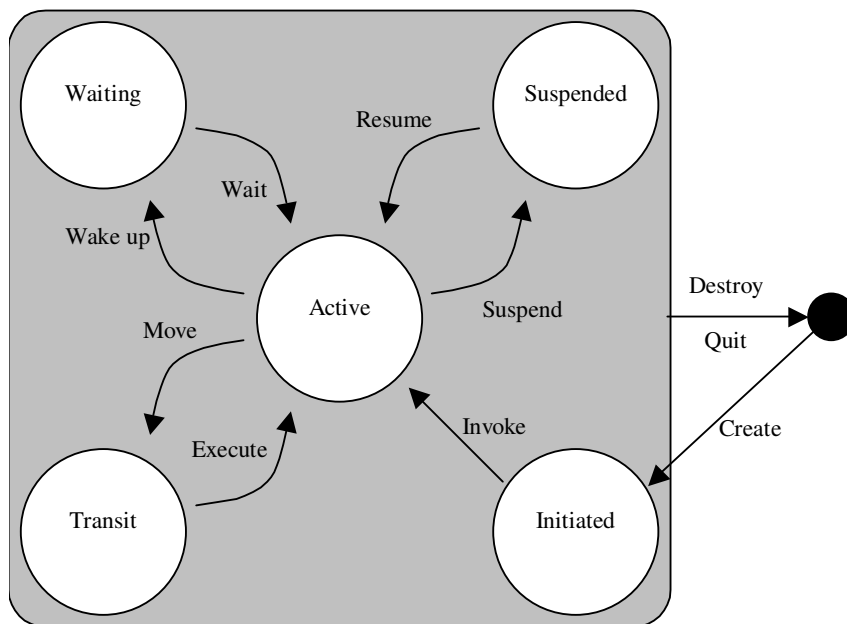 Waiting
Suspended
Resume
Wait
Wake up
Active
Suspend
Destroy
Quit
Move
Execute
Invoke
Create
Transit
Initiated